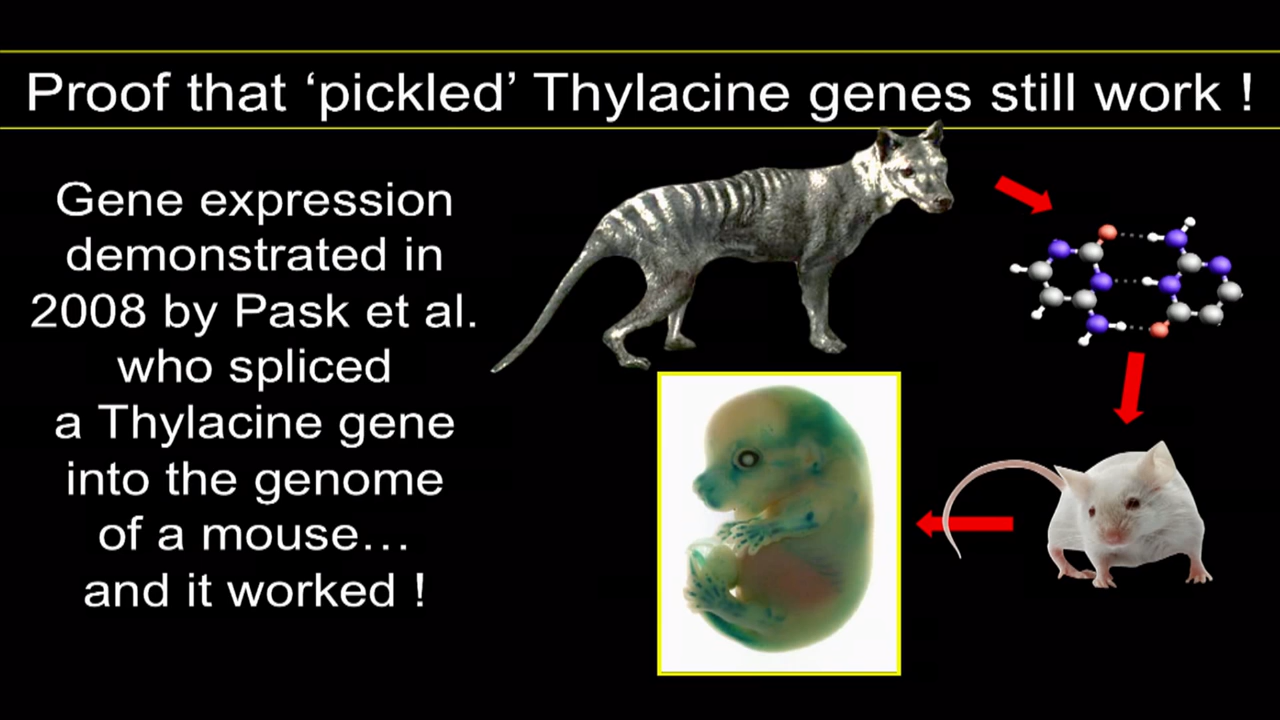 Proof that ‘pickled’ Thylacine genes still work !
Gene expression
demonstrated in
2008 by Pask et al.
who spliced
a Thylacine gene
into the genome
of a mouse…
and it worked !